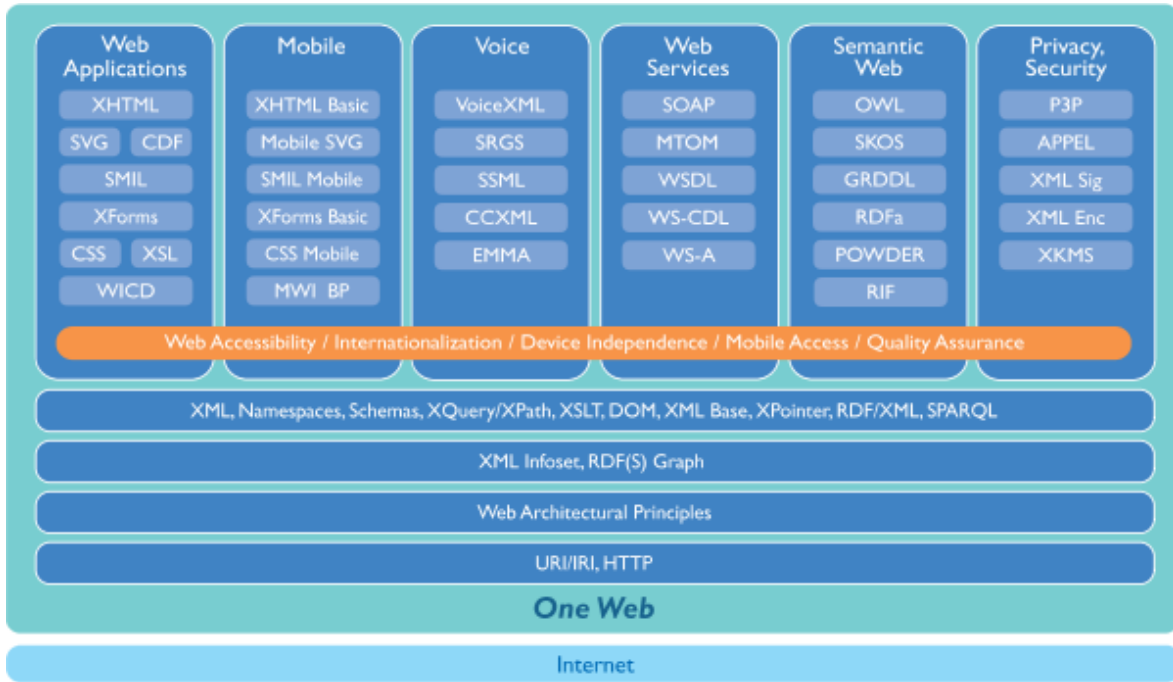 Web Applications
XHTML
SVG CDF
SMIL
XForms
CSS XSL
WICD
Mobile
XHTML Basic
Mobile SVG
SMIL Mobile
XForms Basic
CSS Mobile
MWI BP
Voice
VoiceXML
SRGS
SSML
CCXML
EMMA
Web Services
SOAP
MTOM
WSDL
WS-CDL
WS-A
Semantic Web
OWL
SKOS
GRDDL
RDFa
POWDER
RIF
Privacy, Security
P3P
APPEL
XML Sig
XML Enc
XKMS
Web Accessibility / Internationalization / Device Independence / Mobile Access / Quality Assurance
XML, Namespaces, Schemas, XQuery/XPath, XSLT, DOM, XML Base, XPointer, RDF/XML, SPARQL
XML Infoset, RDF(S) Graph
Web Architectural Principles
URI/IRI, HTTP
One Web
Internet